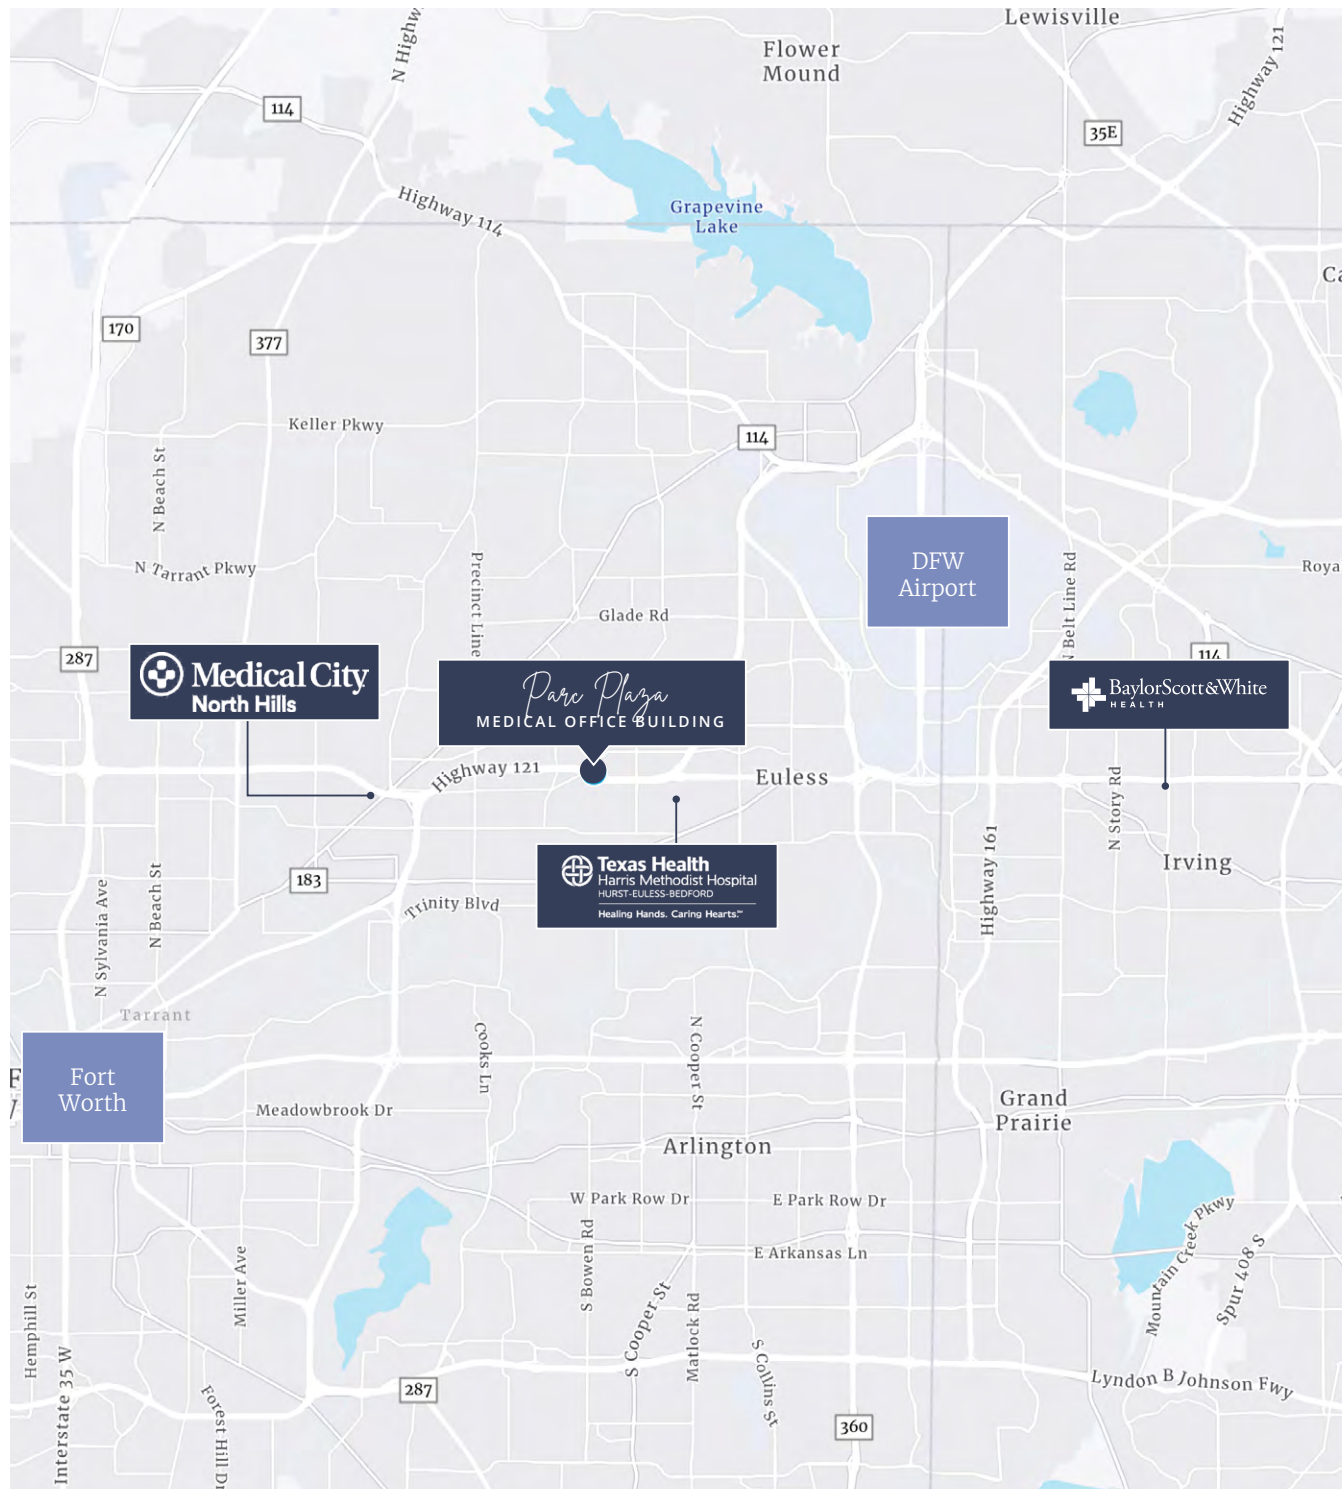 Lewisville
Flower
Mound
N Highw
Highway 121
114
35E
Highway 114
Grapevine
Lake
Ca
170
377
Keller Pkwy
114
N Beach St
DFW
Airport
N Tarrant Pkwy
Precinct Line
N Belt Line Rd
Roya
Glade Rd
287
114
Medical City
North Hills
Parc Plaza
MEDICAL OFFICE BUILDING
BaylorScott&White
HEALTH
Highway 121
Euless
N Story Rd
Texas Health
Harris Methodist Hospital
HURST-EULESS-BEDFORD
Healing Hands. Caring Hearts.℠
Highway 161
Irving
183
N Sylvania Ave
N Beach St
Trinity Blvd
Tarrant
Fort
Worth
F
Cooks Ln
N Cooper St
Meadowbrook Dr
Grand
Prairie
Arlington
W Park Row Dr
E Park Row Dr
Mountain Creek Pkwy
Spur 408 S
E Arkansas Ln
S Bowen Rd
Miller Ave
Hemphill St
S Cooper St
Matlock Rd
S Collins St
Interstate 35 W
Forest Hill Dr
287
Lyndon B Johnson Fwy
360